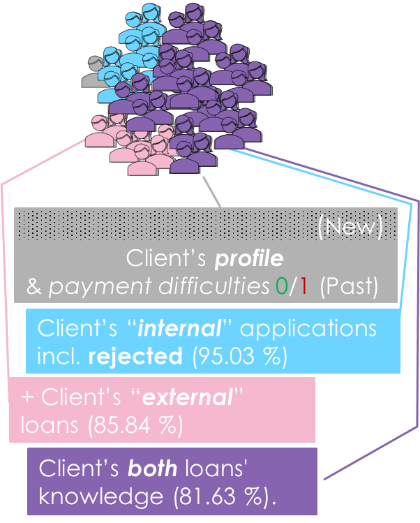 (New)
Client's profile
& payment difficulties 0/1 (Past)
Client's “internal” applications
incl. rejected (95.03 %)
+ Client's “external”
loans (85.84 %)
Client's both loans'
knowledge (81.63 %).